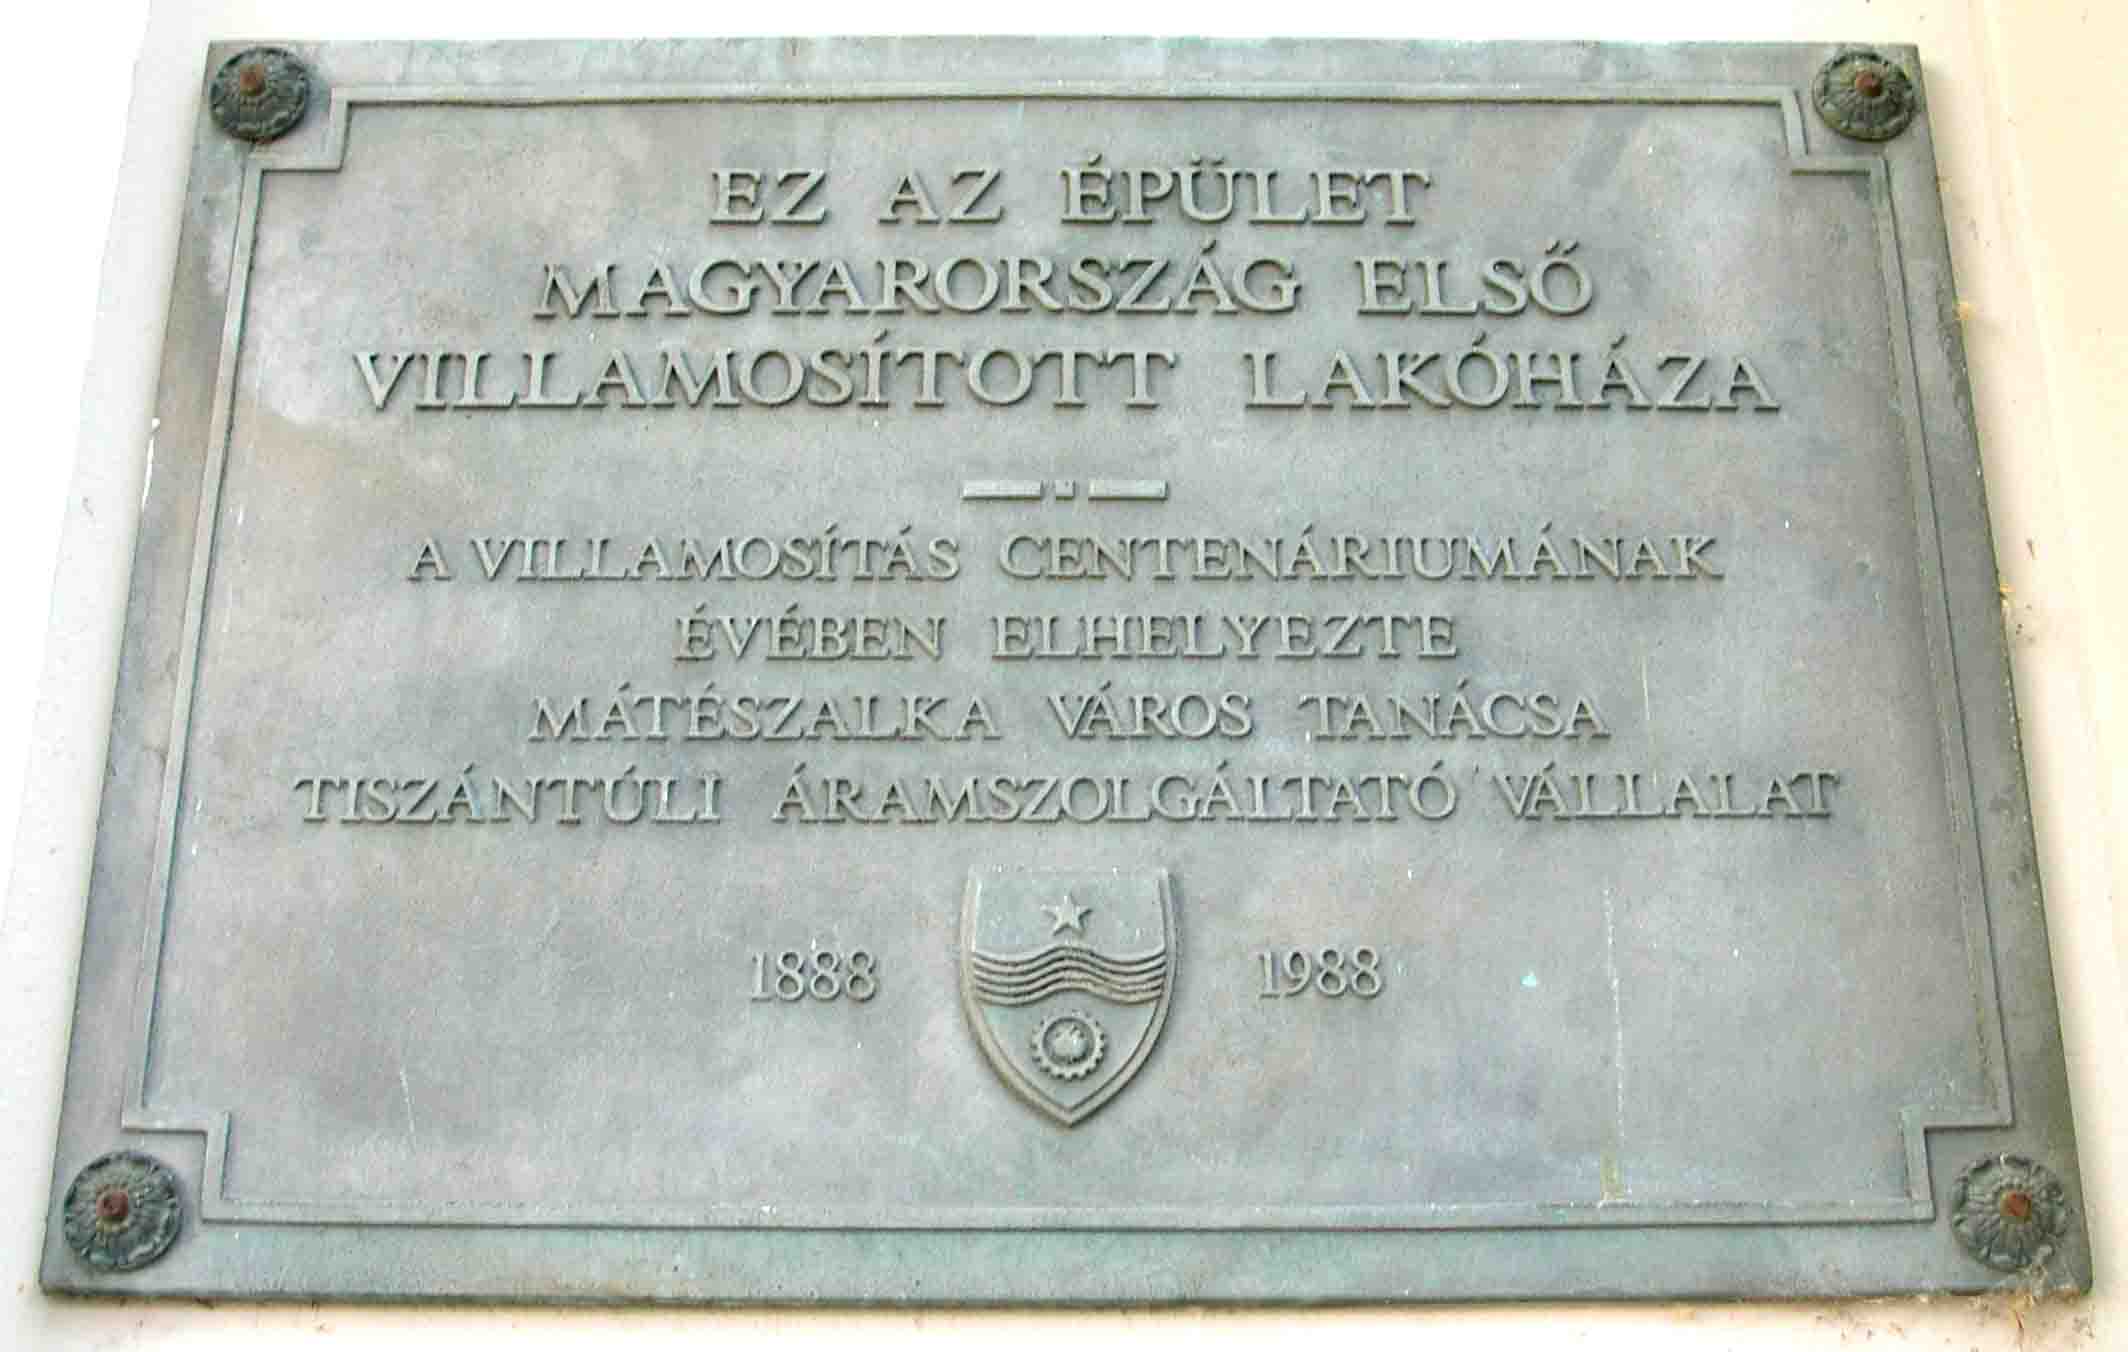 EZ AZ ÉPÜLET
MAGYARORSZÁG ELSŐ
VILLAMOSÍTOTT LAKÓHÁZA
A VILLAMOSÍTÁS CENTENÁRIUMÁNAK
ÉVÉBEN ELHELYEZTE
MÁTÉSZALKA VÁROS TANÁCSA
TISZÁNTÚLI ÁRAMSZOLGÁLTATÓ VÁLLALAT
1888 1988